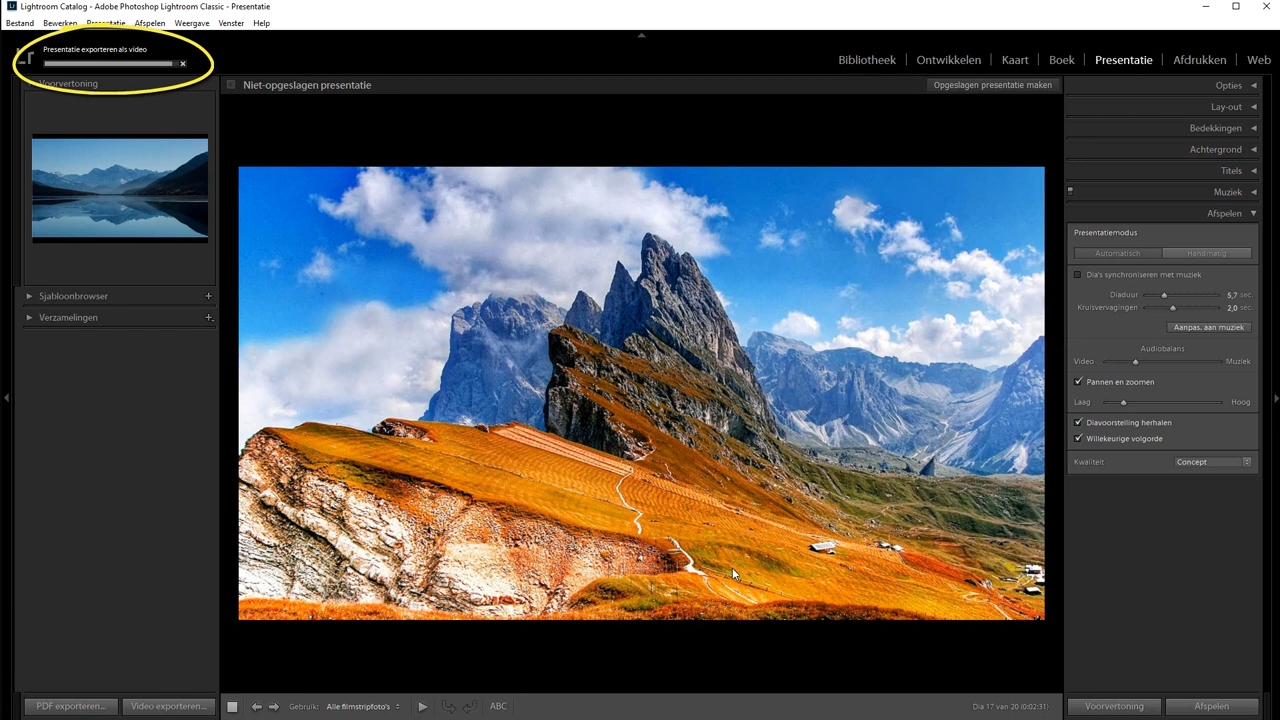 Lightroom Catalog - Adobe Photoshop Lightroom Classic - Presentatie
Bestand Bewerken Presentatie Afspelen Weergave Venster Help
Lr
Presentatie exporteren als video
Bibliotheek | Ontwikkelen | Kaart | Boek | Presentatie | Afdrukken | Web
Voorvertoning
Niet-opgeslagen presentatie
Opgeslagen presentatie maken
Opties
Lay-out
Bedekkingen
Achtergrond
Titels
Muziek
Afspelen
Presentatiemodus
Automatisch Handmatig
Dia's synchroniseren met muziek
Diaduur 5,7 sec.
Kruisvervagingen 2,0 sec.
Aanpas. aan muziek
Audiobalans
Video Muziek
Pannen en zoomen
Laag Hoog
Diavoorstelling herhalen
Willekeurige volgorde
Kwaliteit Concept
Sjabloonbrowser
Verzamelingen
PDF exporteren... Video exporteren...
Gebruik: Alle filmstripfoto's
ABC
Dia 17 van 20 (0:02:31)
Voorvertoning Afspelen